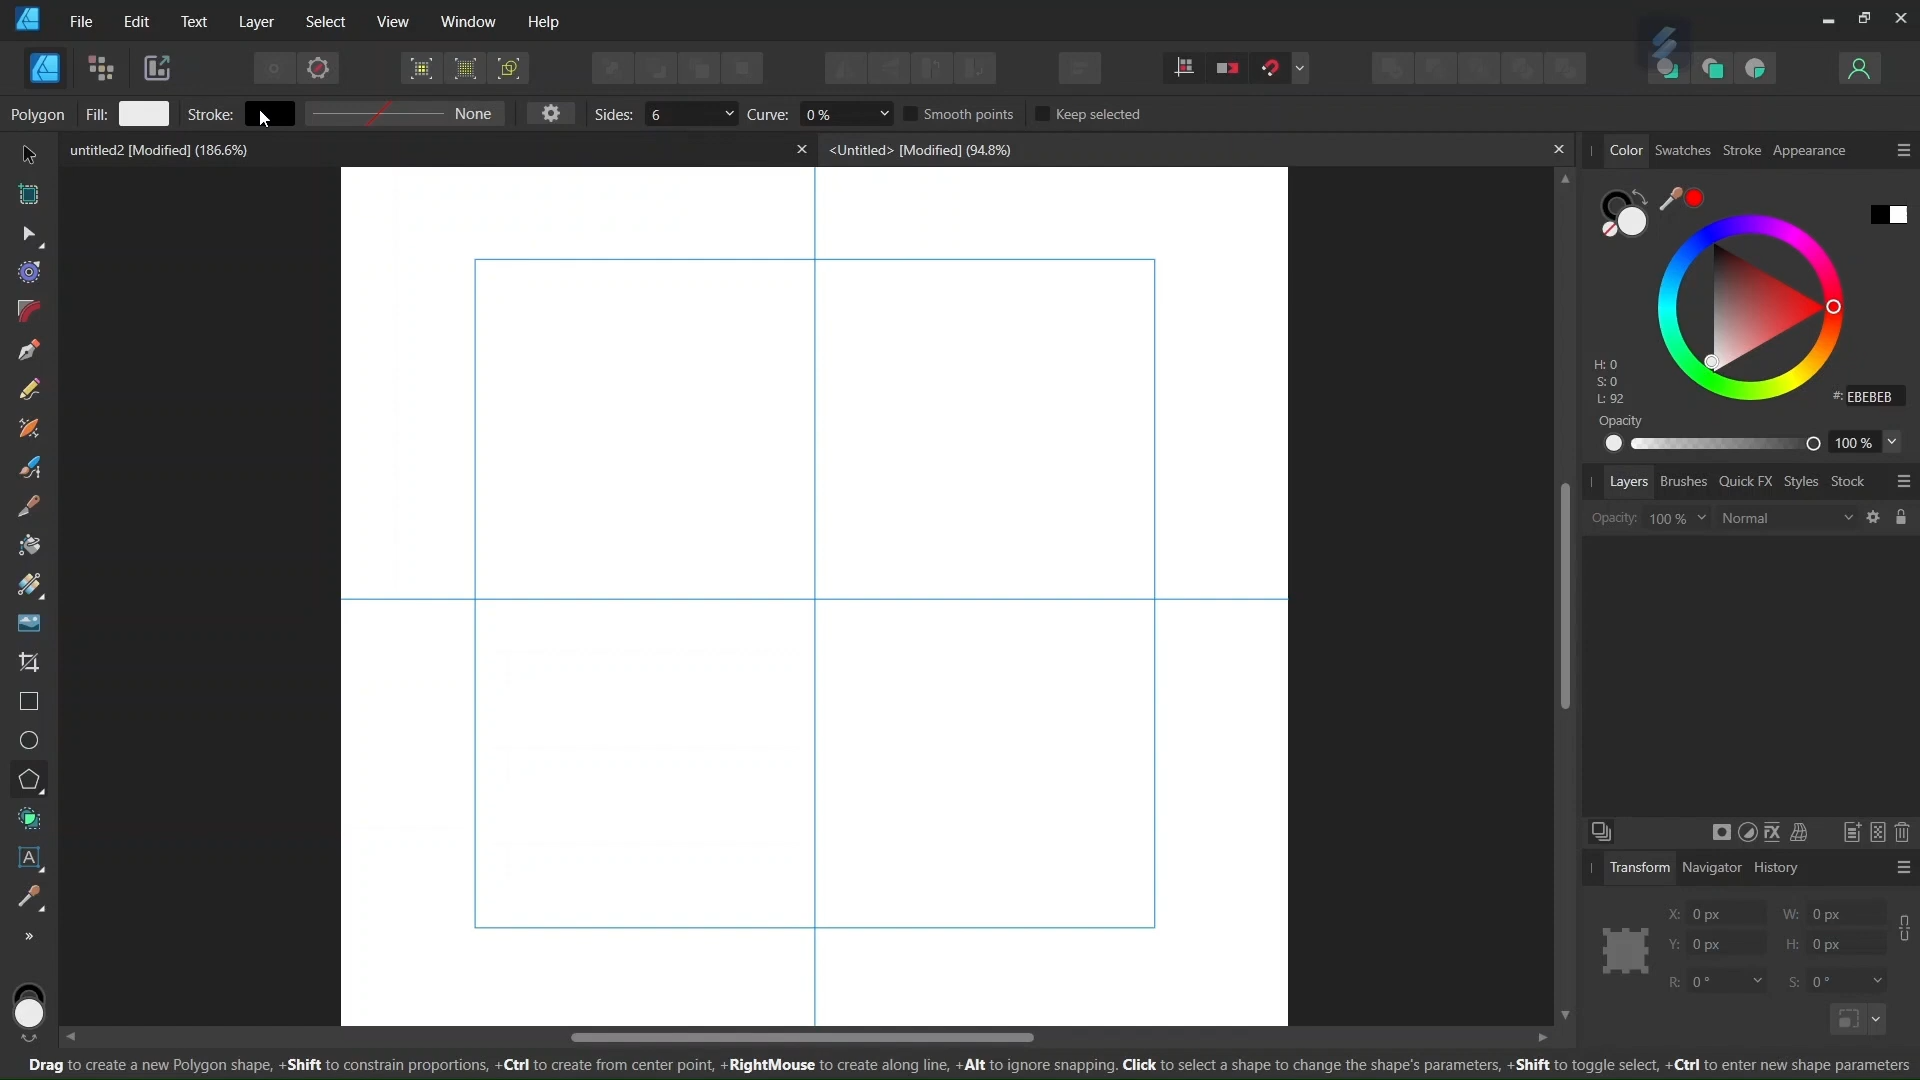 File Edit Text Layer Select View Window Help
Polygon Fill: Stroke: None Sides: 6 Curve: 0 % Smooth points Keep selected
untitled2 [Modified] (186.6%)
<Untitled> [Modified] (94.8%)
Color Swatches Stroke Appearance
H: 0
S: 0
L: 92
#: EBEBEB
Opacity
100 %
Layers Brushes Quick FX Styles Stock
Opacity: 100 % Normal
Transform Navigator History
X: 0 px W: 0 px
Y: 0 px H: 0 px
R: 0 ° S: 0 °
Drag to create a new Polygon shape, +Shift to constrain proportions, +Ctrl to create from center point, +RightMouse to create along line, +Alt to ignore snapping. Click to select a shape to change the shape's parameters, +Shift to toggle select, +Ctrl to enter new shape parameters